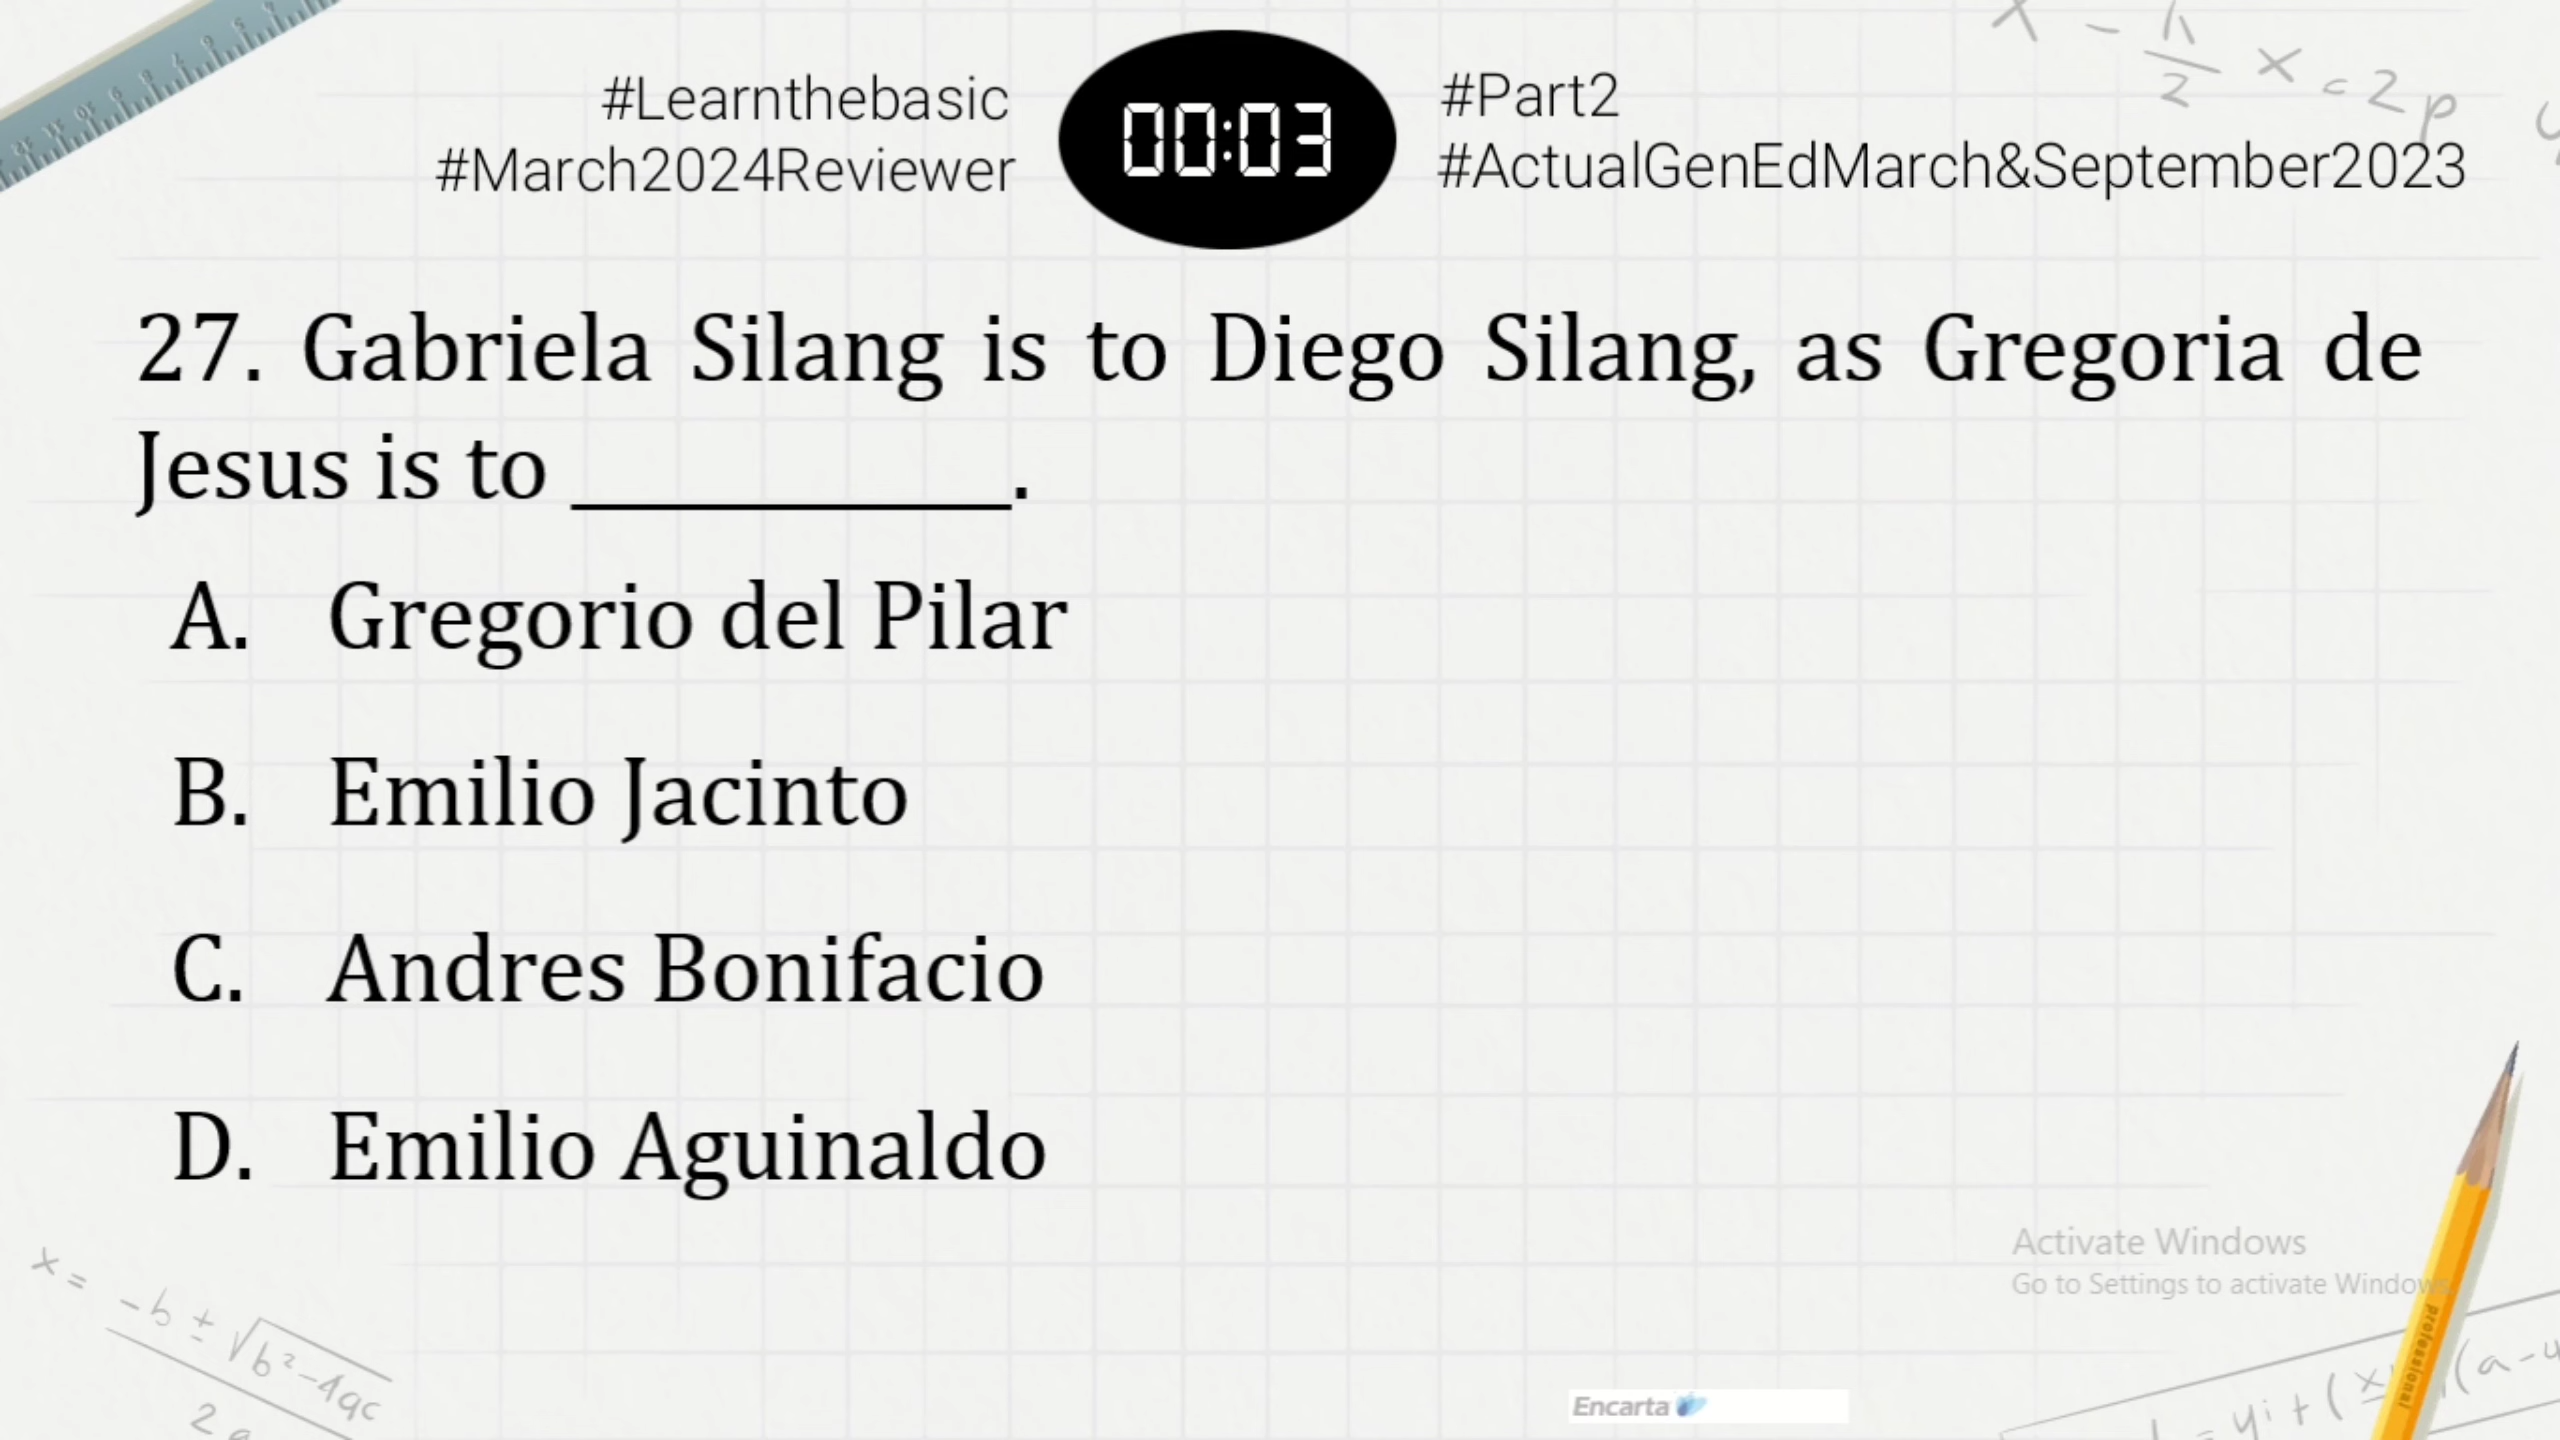 #Learnthebasic
#March2024Reviewer
00:03
#Part2
#ActualGenEdMarch&September2023
27. Gabriela Silang is to Diego Silang, as Gregoria de
Jesus is to __________.
A. Gregorio del Pilar
B. Emilio Jacinto
C. Andres Bonifacio
D. Emilio Aguinaldo
Activate Windows
Go to Settings to activate Windows.
Encarta
professional